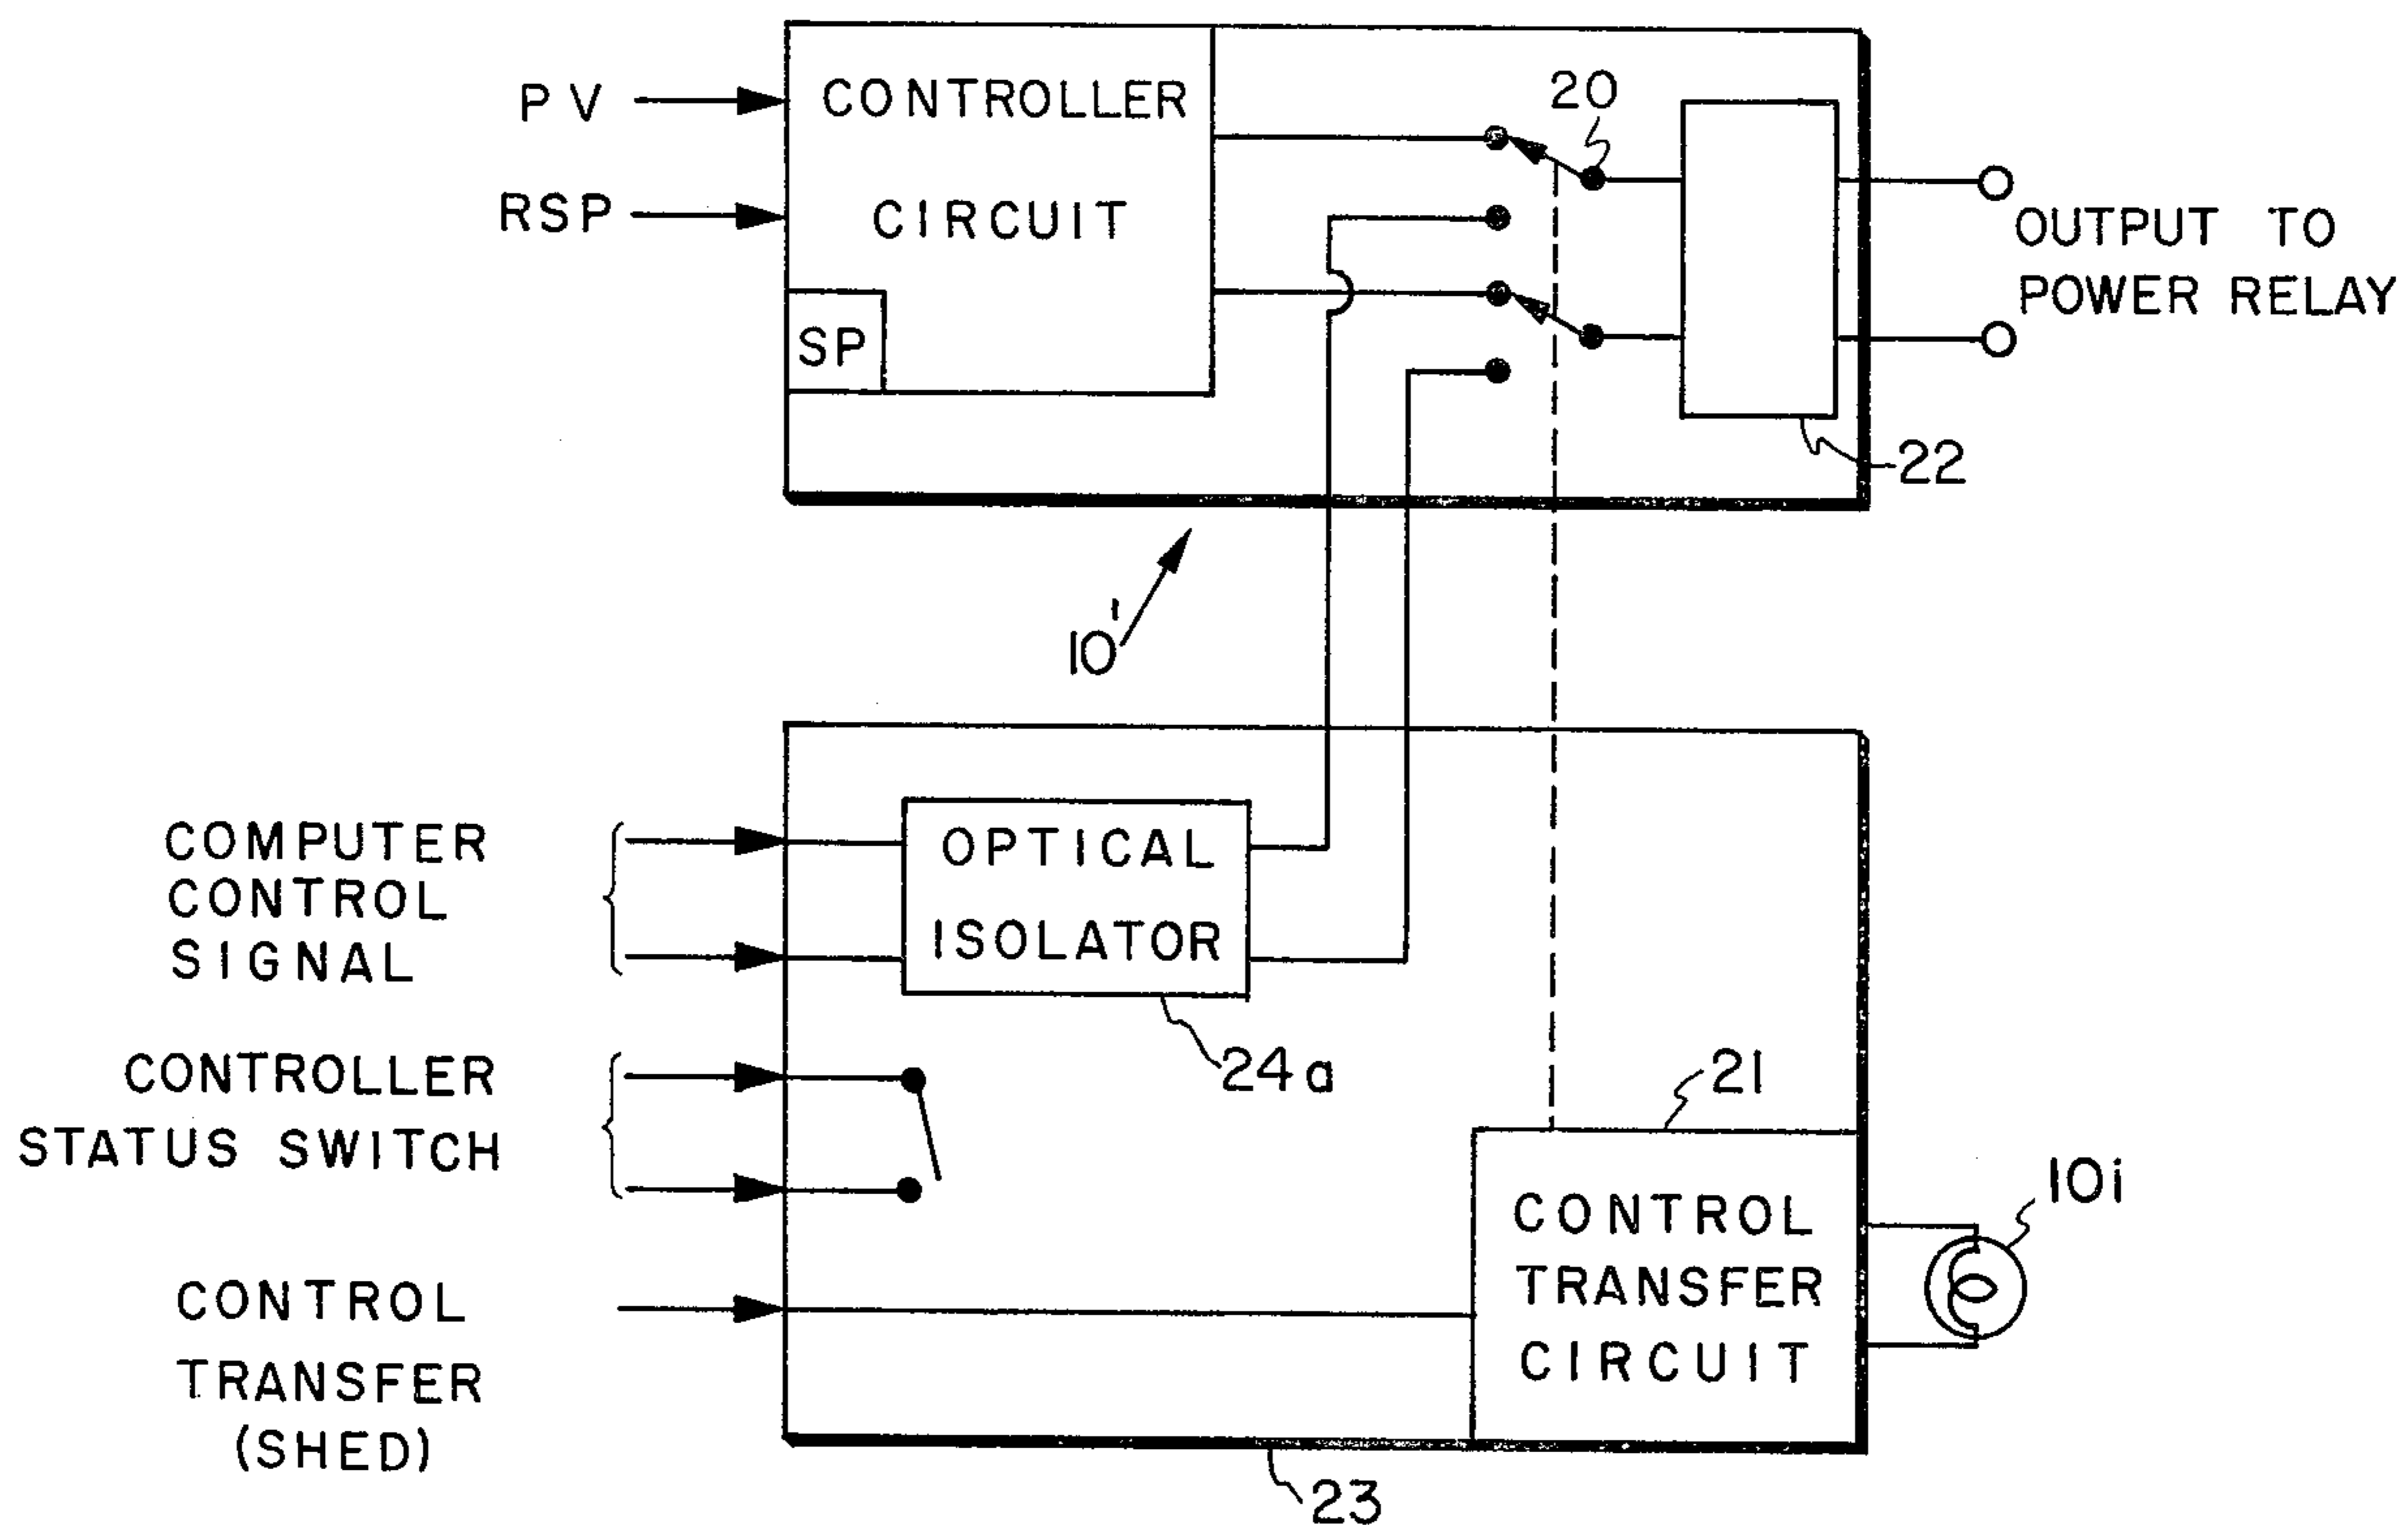 PV
CONTROLLER
CIRCUIT
RSP
SP
20
OUTPUT TO
POWER RELAY
22
10'
COMPUTER
CONTROL
SIGNAL
OPTICAL
ISOLATOR
24a
CONTROLLER
STATUS SWITCH
21
10i
CONTROL
TRANSFER
(SHED)
CONTROL
TRANSFER
CIRCUIT
23